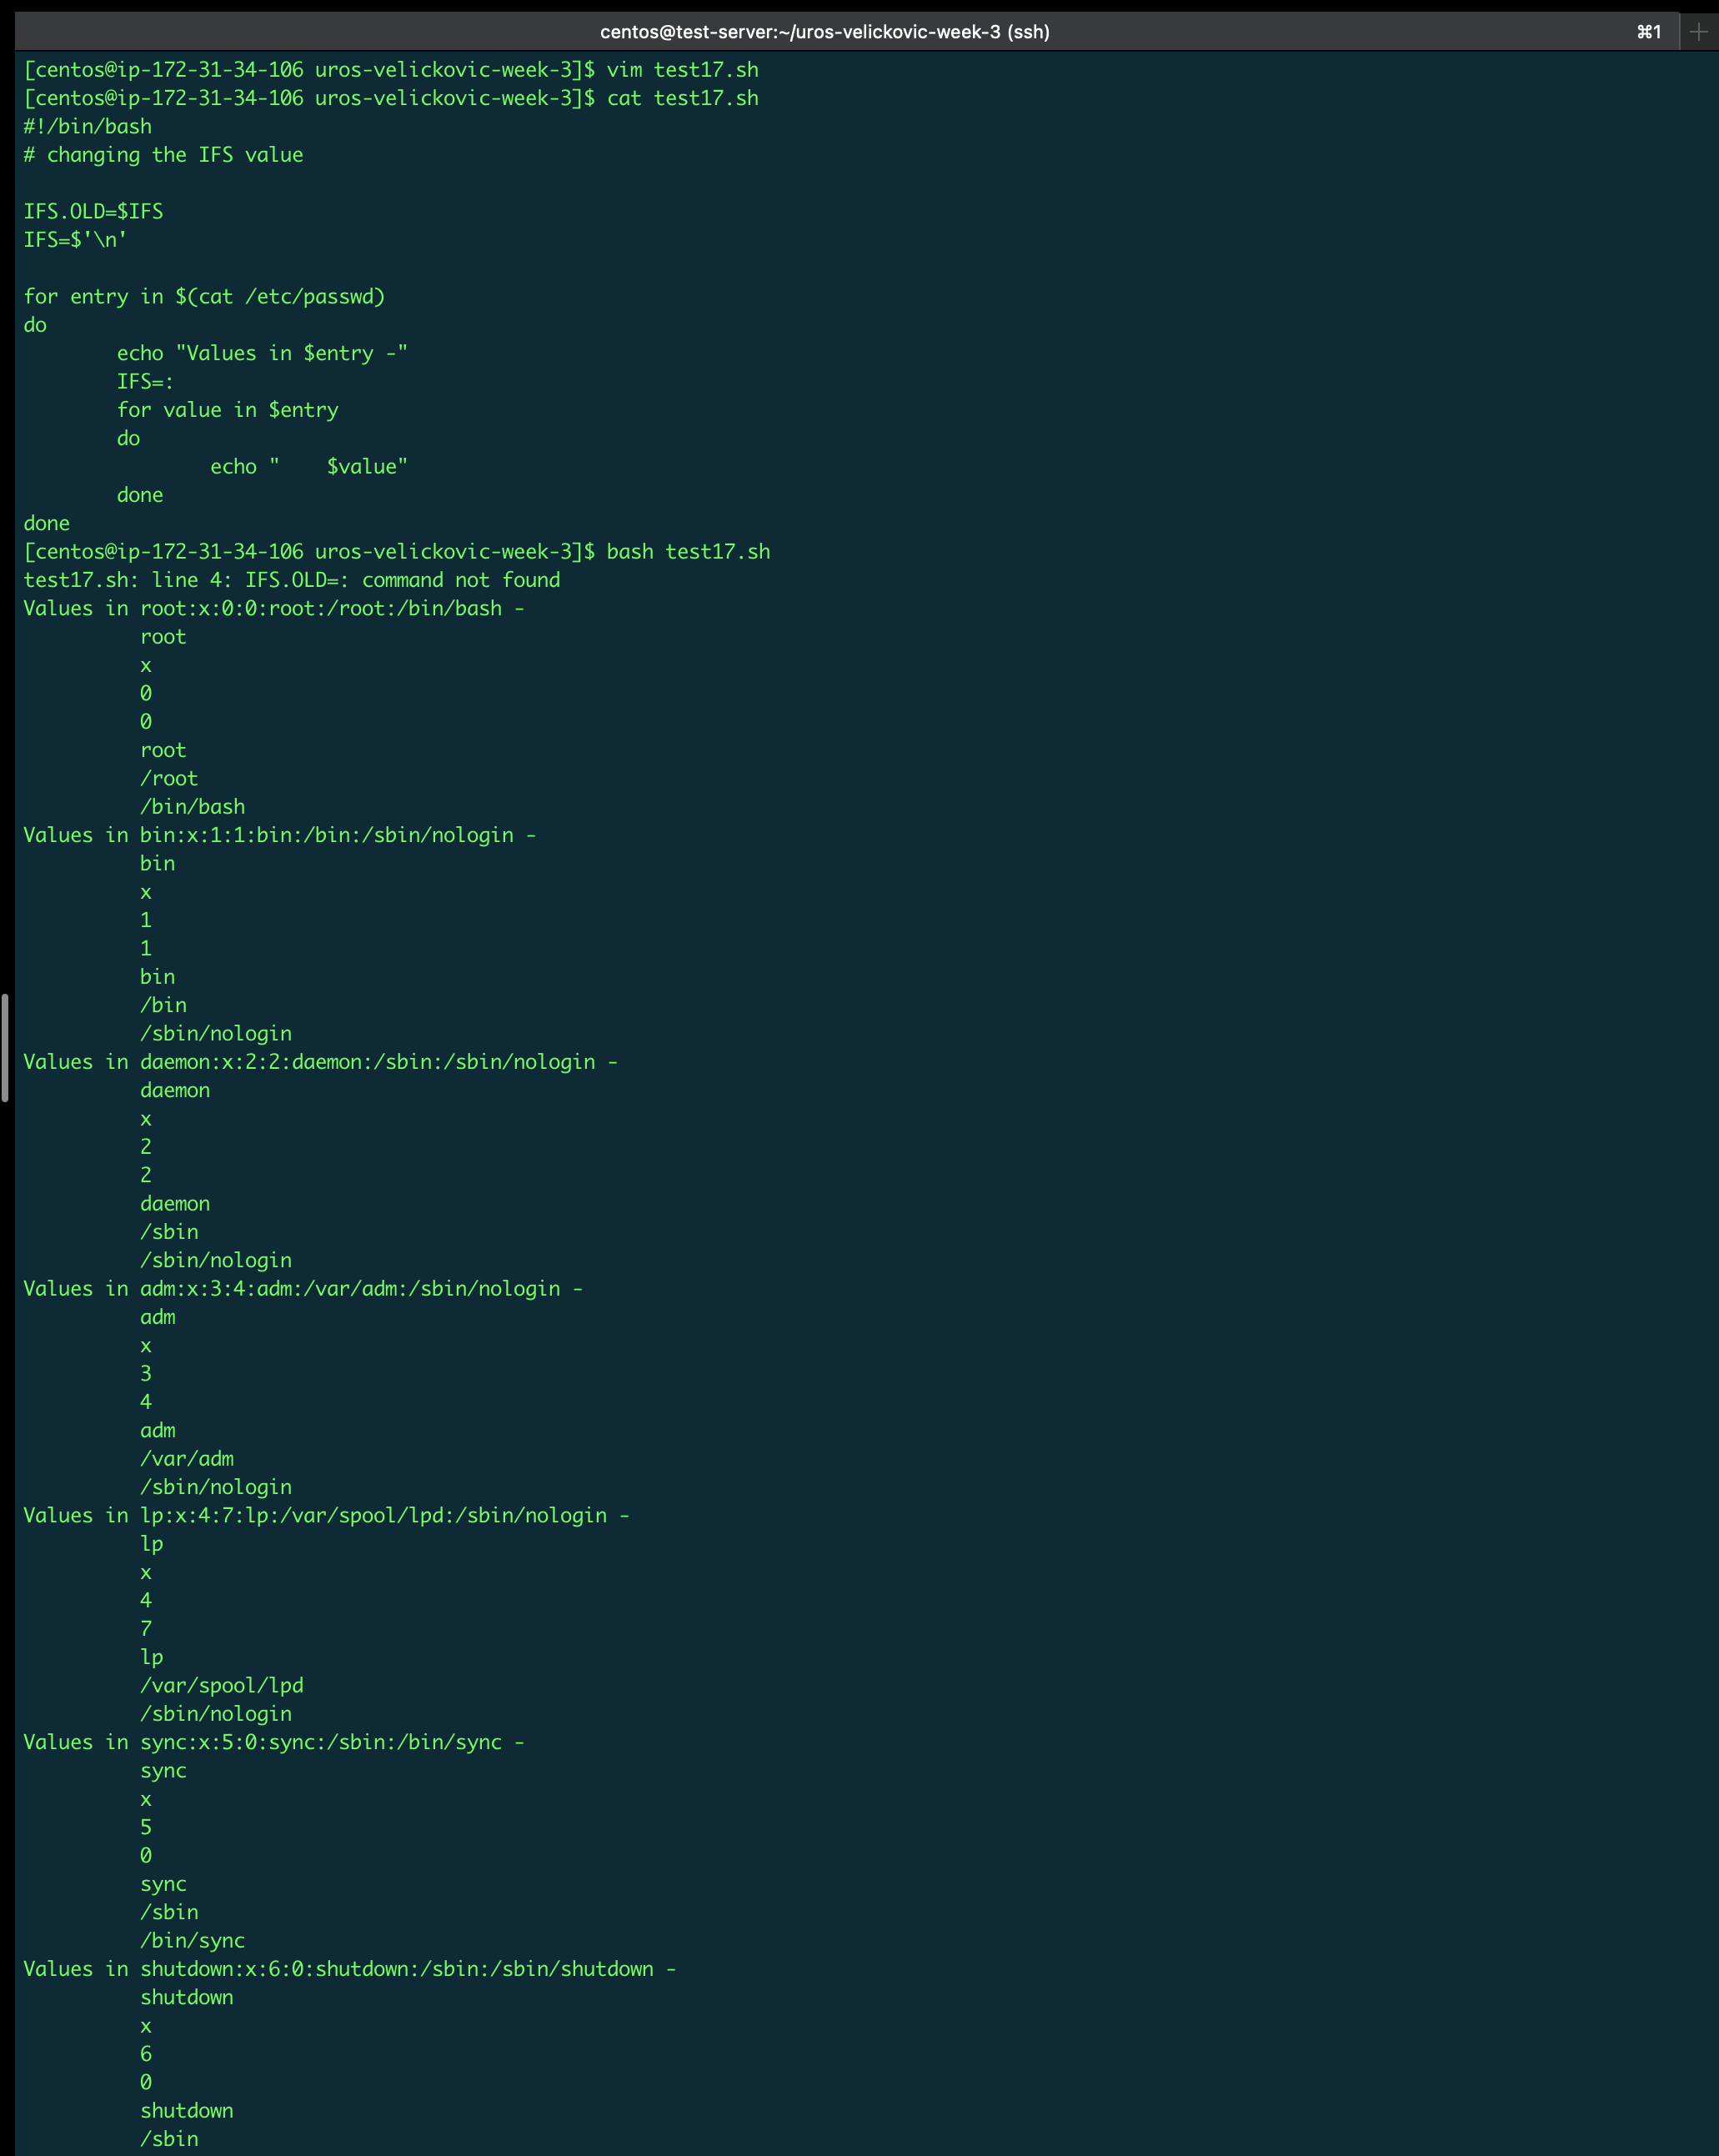 centos@test-server:~/uros-velickovic-week-3 (ssh)
⌘1
[centos@ip-172-31-34-106 uros-velickovic-week-3]$ vim test17.sh
[centos@ip-172-31-34-106 uros-velickovic-week-3]$ cat test17.sh
#!/bin/bash
# changing the IFS value

IFS.OLD=$IFS
IFS=$'\n'

for entry in $(cat /etc/passwd)
do
        echo "Values in $entry -"
        IFS=:
        for value in $entry
        do
                echo "    $value"
        done
done
[centos@ip-172-31-34-106 uros-velickovic-week-3]$ bash test17.sh
test17.sh: line 4: IFS.OLD=: command not found
Values in root:x:0:0:root:/root:/bin/bash -
          root
          x
          0
          0
          root
          /root
          /bin/bash
Values in bin:x:1:1:bin:/bin:/sbin/nologin -
          bin
          x
          1
          1
          bin
          /bin
          /sbin/nologin
Values in daemon:x:2:2:daemon:/sbin:/sbin/nologin -
          daemon
          x
          2
          2
          daemon
          /sbin
          /sbin/nologin
Values in adm:x:3:4:adm:/var/adm:/sbin/nologin -
          adm
          x
          3
          4
          adm
          /var/adm
          /sbin/nologin
Values in lp:x:4:7:lp:/var/spool/lpd:/sbin/nologin -
          lp
          x
          4
          7
          lp
          /var/spool/lpd
          /sbin/nologin
Values in sync:x:5:0:sync:/sbin:/bin/sync -
          sync
          x
          5
          0
          sync
          /sbin
          /bin/sync
Values in shutdown:x:6:0:shutdown:/sbin:/sbin/shutdown -
          shutdown
          x
          6
          0
          shutdown
          /sbin